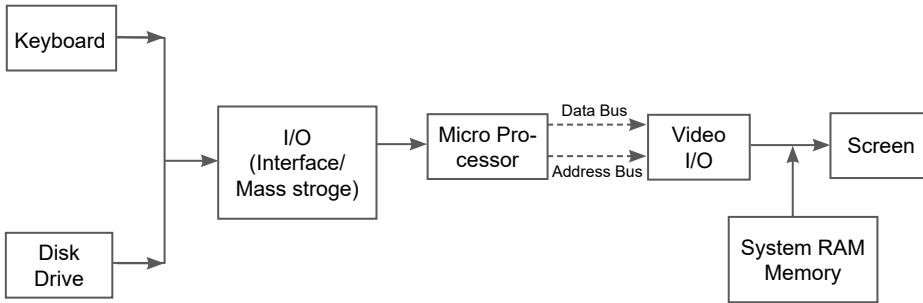 Keyboard
Disk
Drive
I/O
(Interface/
Mass stroge)
Micro Pro-
cessor
Data Bus
Address Bus
Video
I/O
Screen
System RAM
Memory